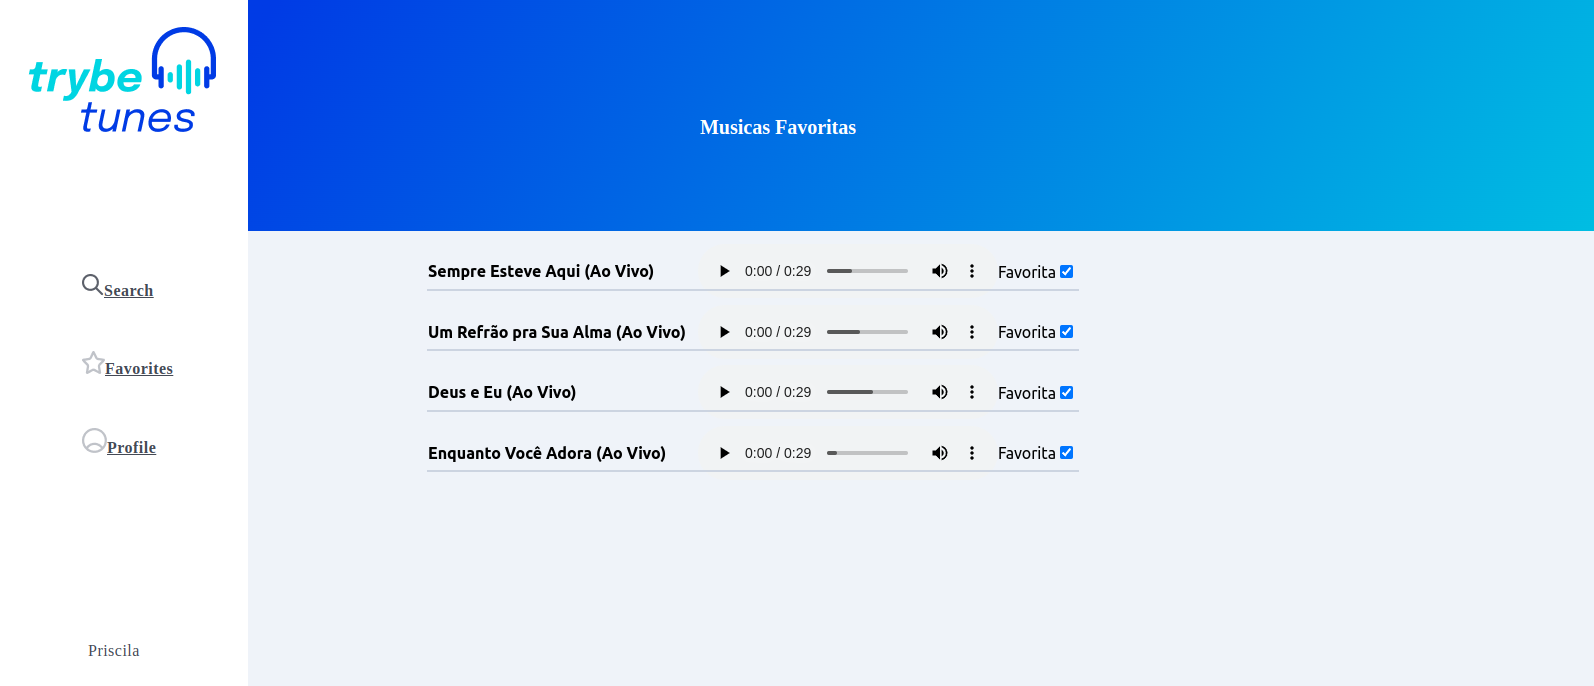 trybe
tunes
Search
Favorites
Profile
Priscila
Musicas Favoritas
Sempre Esteve Aqui (Ao Vivo) 0:00 / 0:29 Favorita
Um Refrão pra Sua Alma (Ao Vivo) 0:00 / 0:29 Favorita
Deus e Eu (Ao Vivo) 0:00 / 0:29 Favorita
Enquanto Você Adora (Ao Vivo) 0:00 / 0:29 Favorita